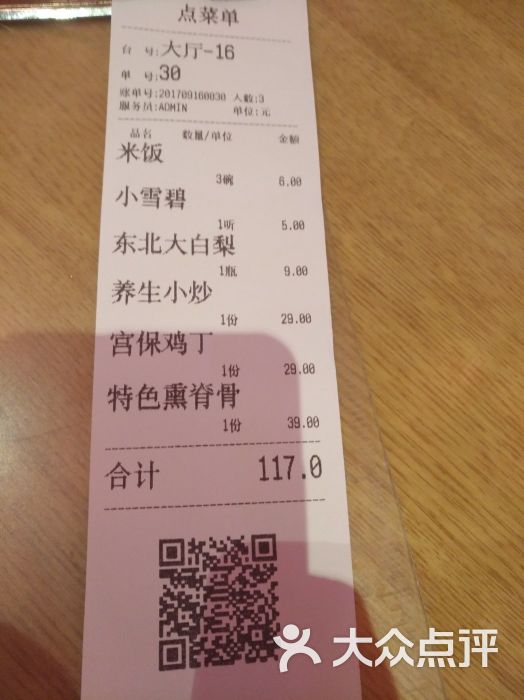 点菜单
台 号:大厅-16
单 号:30
账单号:201709160030 人数:3
服务员:ADMIN 单位:元
品名 数量/单位 金额
米饭
3碗 6.00
小雪碧
1听 5.00
东北大白梨
1瓶 9.00
养生小炒
1份 29.00
宫保鸡丁
1份 29.00
特色熏脊骨
1份 39.00
合计 117.0
大众点评